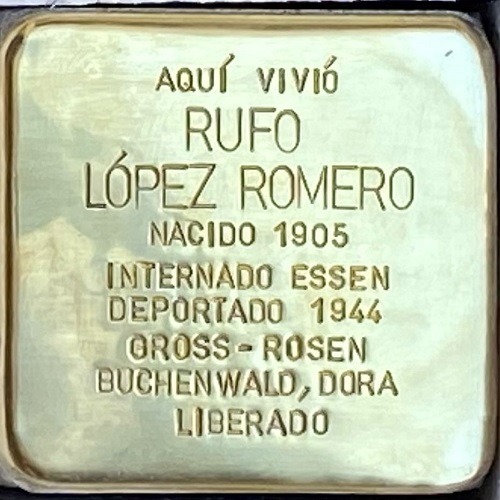 AQUÍ VIVIÓ
RUFO
LÓPEZ ROMERO
NACIDO 1905
INTERNADO ESSEN
DEPORTADO 1944
GROSS-ROSEN
BUCHENWALD, DORA
LIBERADO